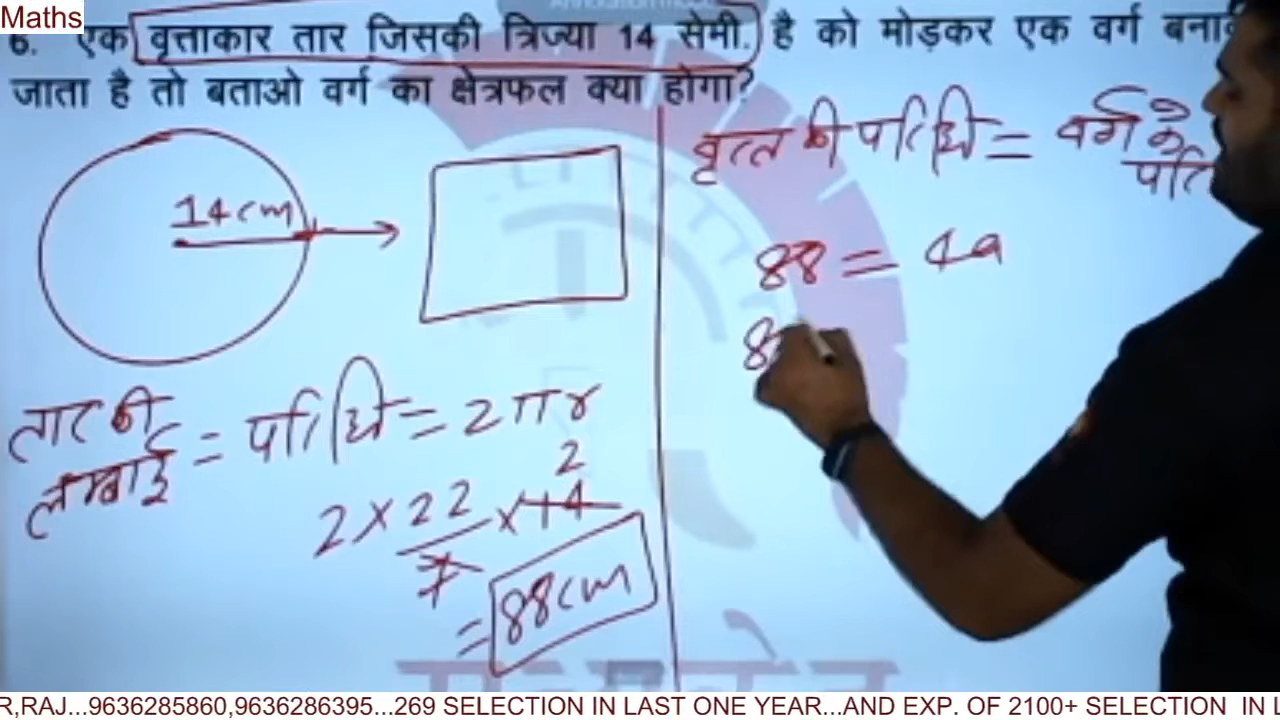 Maths
6. एक वृत्ताकार तार जिसकी त्रिज्या 14 सेमी. है को मोड़कर एक वर्ग
जाता है तो बताओ वर्ग का क्षेत्रफल क्या होगा?
वृत्त की परिधि = वर्ग के
14cm
88 = 4a
8
तार की
लम्बाई = परिधि = 2πr
2
2 × 22 × 14
7
= 88cm
R,RAJ...9636285860,9636286395...269 SELECTION IN LAST ONE YEAR...AND EXP. OF 2100+ SELECTION IN